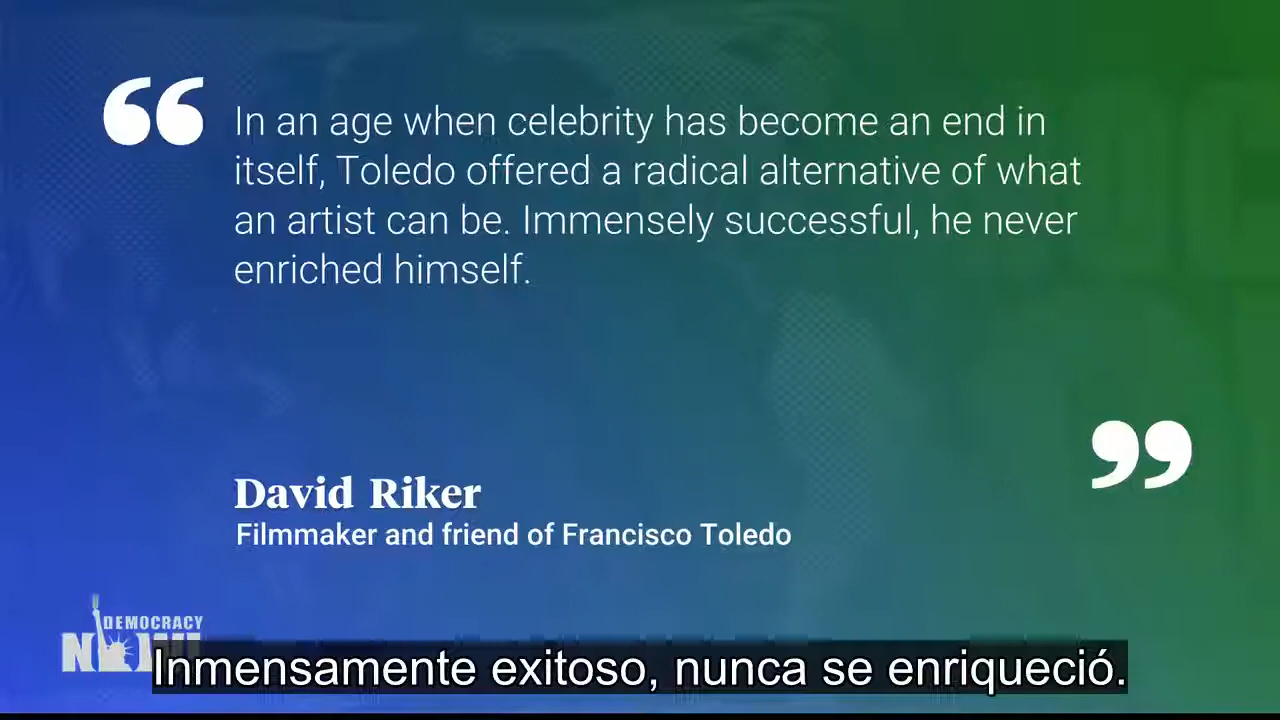 “
In an age when celebrity has become an end in
itself, Toledo offered a radical alternative of what
an artist can be. Immensely successful, he never
enriched himself.
”
David Riker
Filmmaker and friend of Francisco Toledo
DEMOCRACY
NOW!
Inmensamente exitoso, nunca se enriqueció.